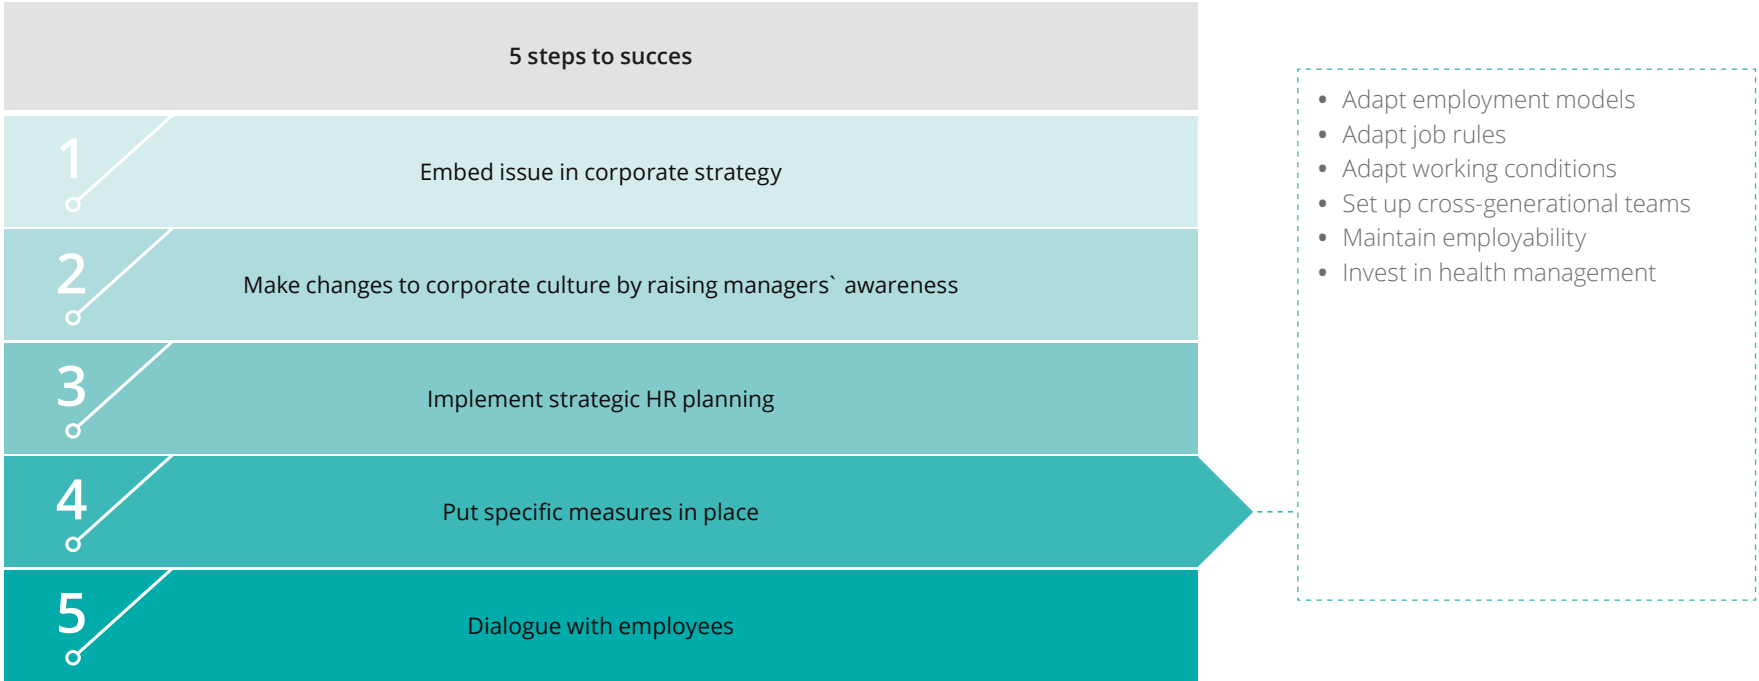 5 steps to succes
1
Embed issue in corporate strategy
2
Make changes to corporate culture by raising managers` awareness
3
Implement strategic HR planning
4
Put specific measures in place
5
Dialogue with employees
• Adapt employment models
• Adapt job rules
• Adapt working conditions
• Set up cross-generational teams
• Maintain employability
• Invest in health management